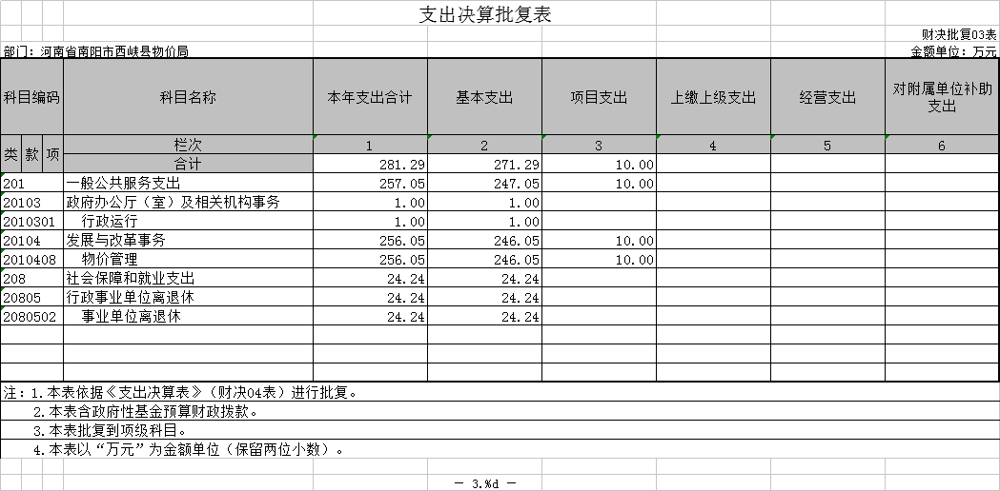 支出决算批复表
财决批复03表
部门：河南省南阳市西峡县物价局 金额单位：万元
科目编码 科目名称 本年支出合计 基本支出 项目支出 上缴上级支出 经营支出 对附属单位补助
支出
类 款 项 栏次 1 2 3 4 5 6
合计 281.29 271.29 10.00
201 一般公共服务支出 257.05 247.05 10.00
20103 政府办公厅（室）及相关机构事务 1.00 1.00
2010301 行政运行 1.00 1.00
20104 发展与改革事务 256.05 246.05 10.00
2010408 物价管理 256.05 246.05 10.00
208 社会保障和就业支出 24.24 24.24
20805 行政事业单位离退休 24.24 24.24
2080502 事业单位离退休 24.24 24.24
注：1.本表依据《支出决算表》（财决04表）进行批复。
2.本表含政府性基金预算财政拨款。
3.本表批复到项级科目。
4.本表以“万元”为金额单位（保留两位小数）。
— 3.%d —